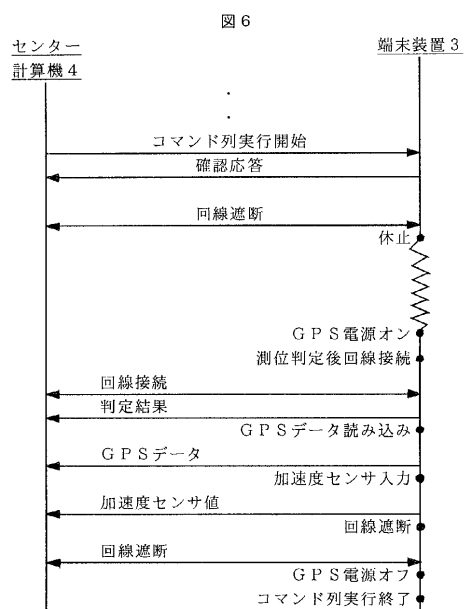 図６
センター
計算機４
端末装置３
コマンド列実行開始
確認応答
回線遮断
休止
ＧＰＳ電源オン
測位判定後回線接続
回線接続
判定結果
ＧＰＳデータ読み込み
ＧＰＳデータ
加速度センサ入力
加速度センサ値
回線遮断
回線遮断
ＧＰＳ電源オフ
コマンド列実行終了